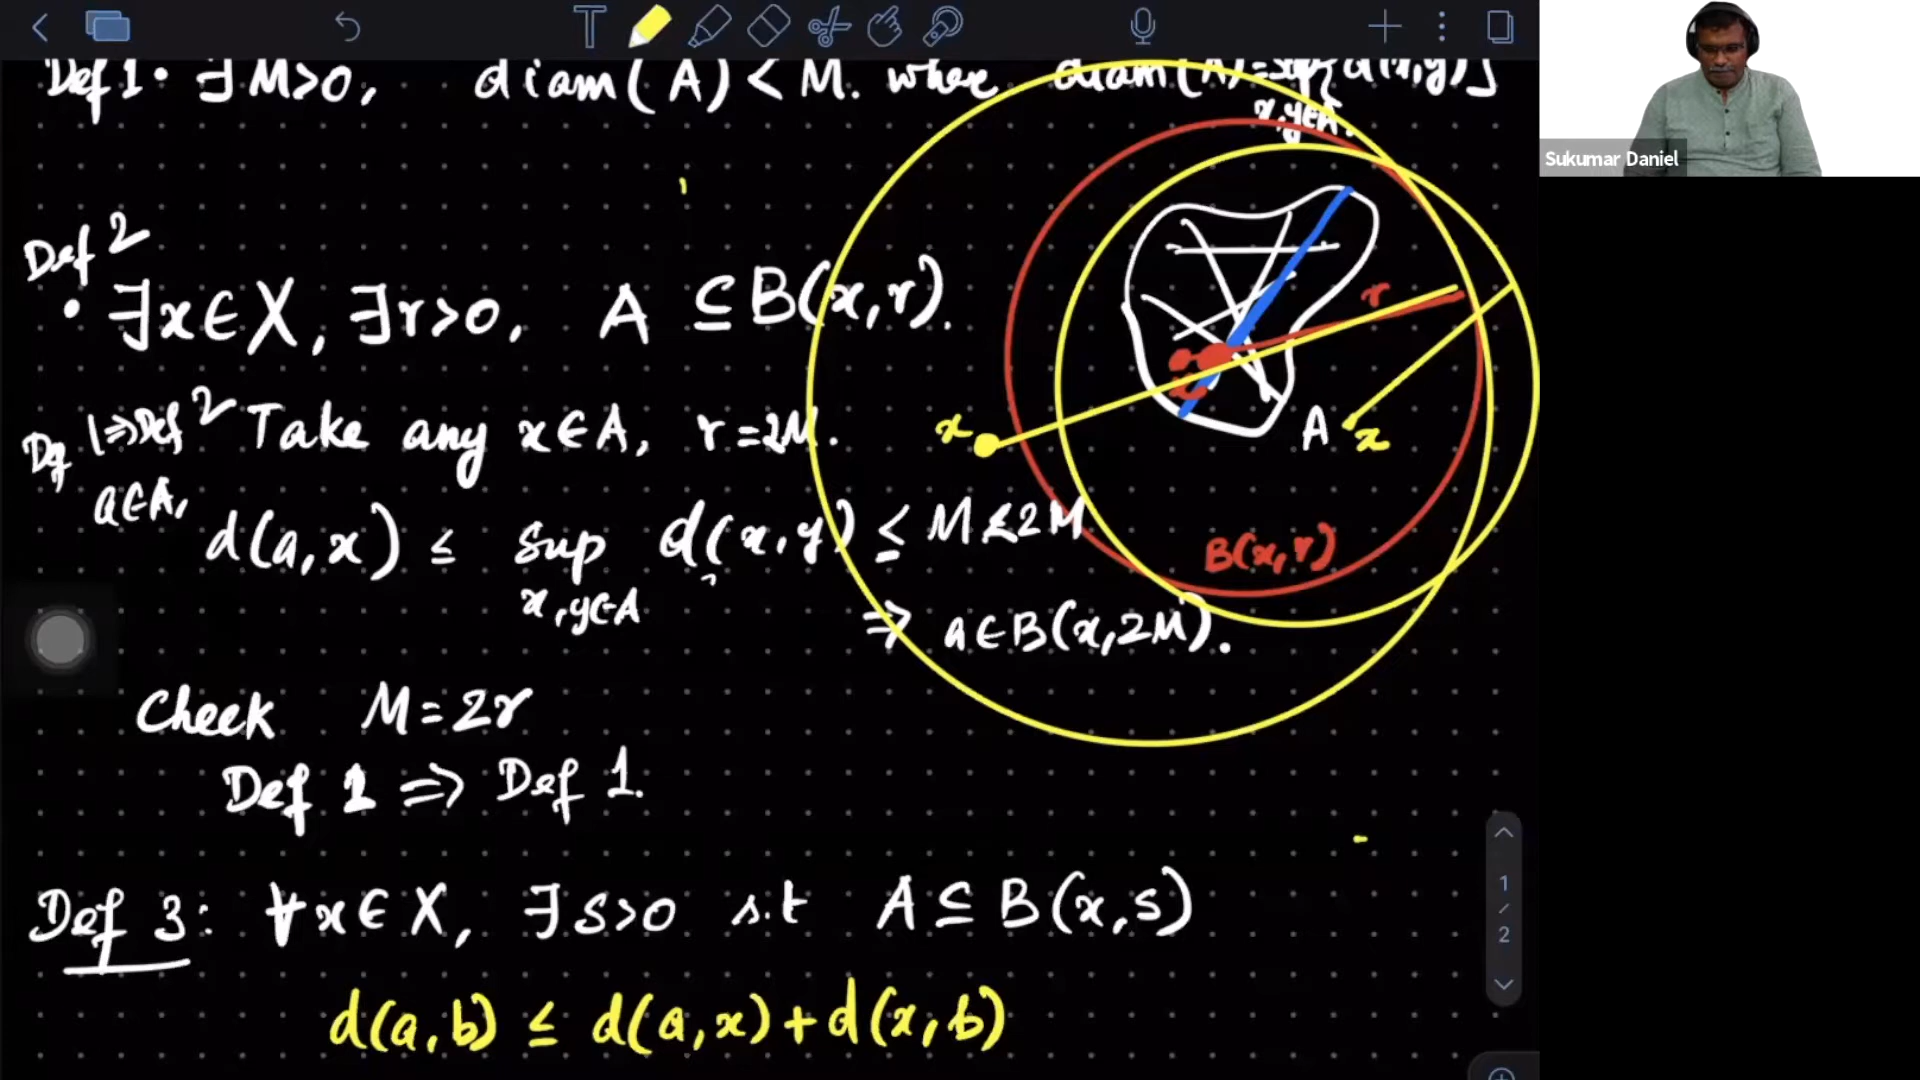 Def 1 • ∃ M>0, diam(A) < M. where diam(A) = sup{d(x,y)}
x,y∈A.
Sukumar Daniel
Def 2
• ∃x∈X, ∃r>0, A ⊆ B(x,r).
r
Def 1⇒Def 2 Take any x∈A, r=2M.
x
A
x
a∈A,
d(a,x) ≤ sup d(x,y) ≤ M ≤ 2M
x,y∈A
B(x,r)
⇒ a∈B(x,2M).
Check M=2r
Def 2 ⇒ Def 1.
Def 3: ∀x∈X, ∃s>0 s.t A ⊆ B(x,s)
1
/
2
d(a,b) ≤ d(a,x)+d(x,b)